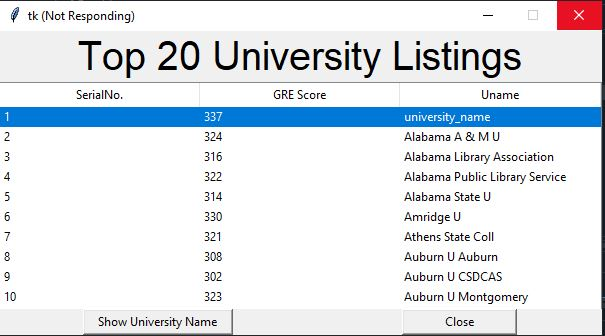 tk (Not Responding)
Top 20 University Listings
SerialNo. GRE Score Uname
1 337 university_name
2 324 Alabama A & M U
3 316 Alabama Library Association
4 322 Alabama Public Library Service
5 314 Alabama State U
6 330 Amridge U
7 321 Athens State Coll
8 308 Auburn U Auburn
9 302 Auburn U CSDCAS
10 323 Auburn U Montgomery
Show University Name Close